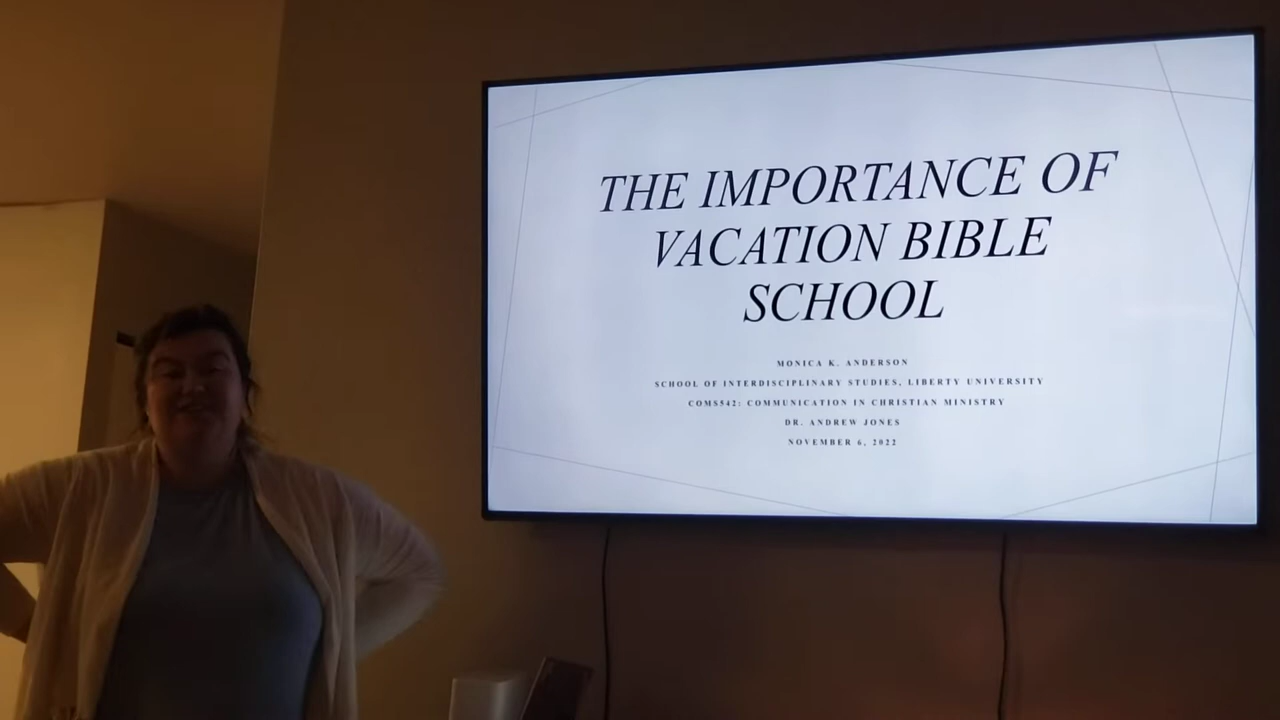 THE IMPORTANCE OF
VACATION BIBLE
SCHOOL
MONICA K. ANDERSON
SCHOOL OF INTERDISCIPLINARY STUDIES, LIBERTY UNIVERSITY
COMS542: COMMUNICATION IN CHRISTIAN MINISTRY
DR. ANDREW JONES
NOVEMBER 6, 2022